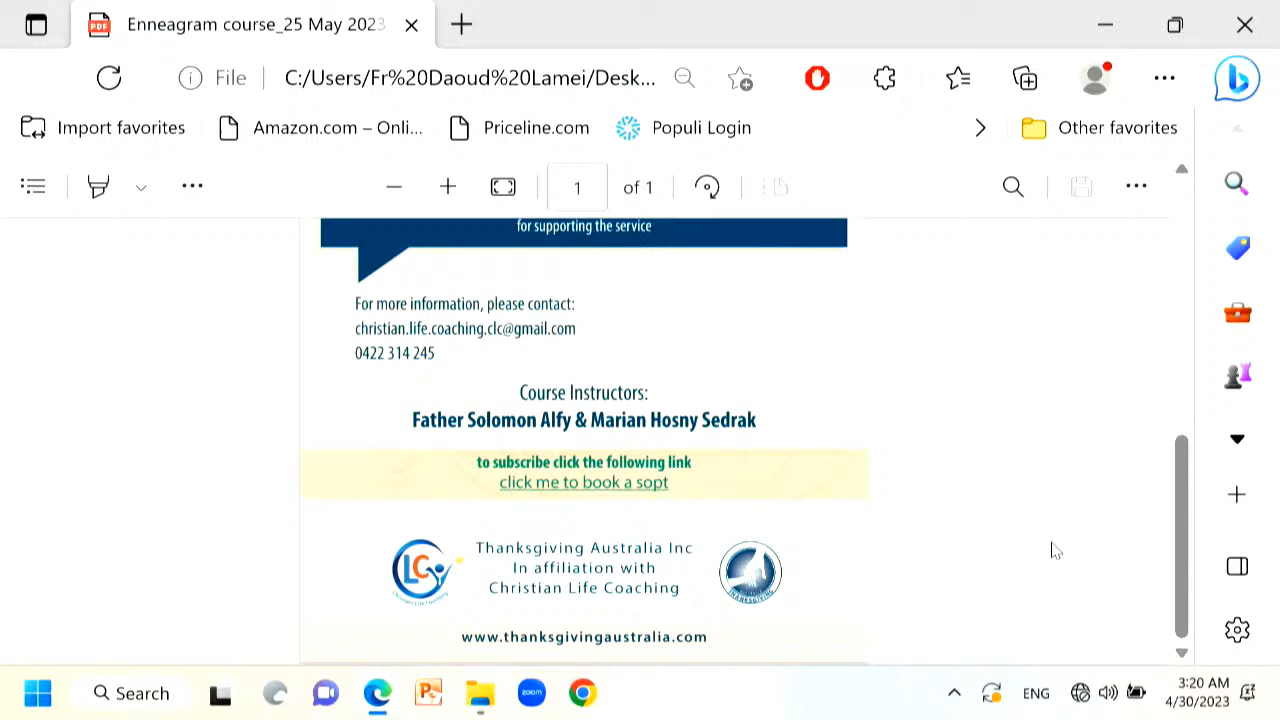 Enneagram course_25 May 2023
File
C:/Users/Fr%20Daoud%20Lamei/Desk...
Import favorites
Amazon.com – Onli...
Priceline.com
Populi Login
Other favorites
1
of 1
for supporting the service
For more information, please contact:
christian.life.coaching.clc@gmail.com
0422 314 245
Course Instructors:
Father Solomon Alfy & Marian Hosny Sedrak
to subscribe click the following link
click me to book a sopt
LC
Thanksgiving Australia Inc
In affiliation with
Christian Life Coaching
THANKSGIVING
www.thanksgivingaustralia.com
Search
zoom
ENG
3:20 AM
4/30/2023